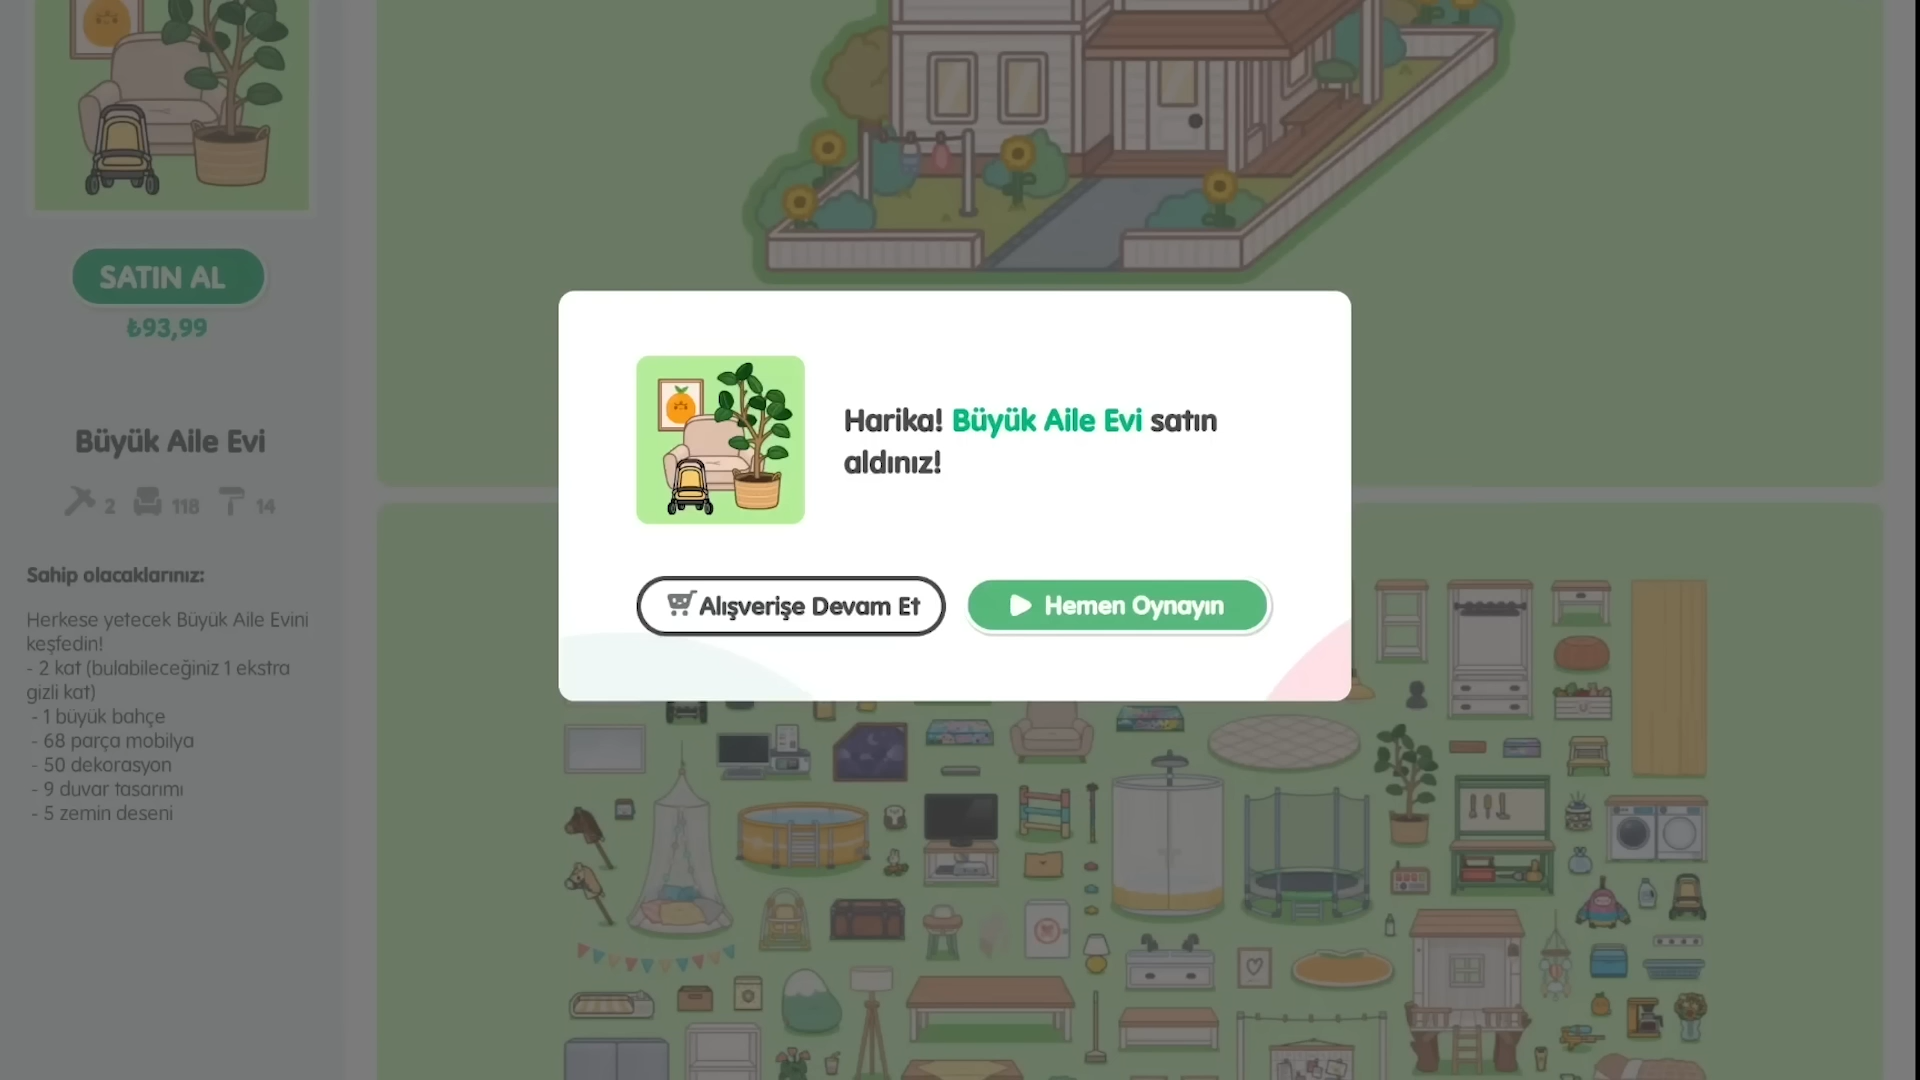 SATIN AL
₺93,99
Büyük Aile Evi
2 118 14
Sahip olacaklarınız:
Herkese yetecek Büyük Aile Evini
keşfedin!
- 2 kat (bulabileceğiniz 1 ekstra
gizli kat)
- 1 büyük bahçe
- 68 parça mobilya
- 50 dekorasyon
- 9 duvar tasarımı
- 5 zemin deseni
Harika! Büyük Aile Evi satın
aldınız!
Alışverişe Devam Et
Hemen Oynayın